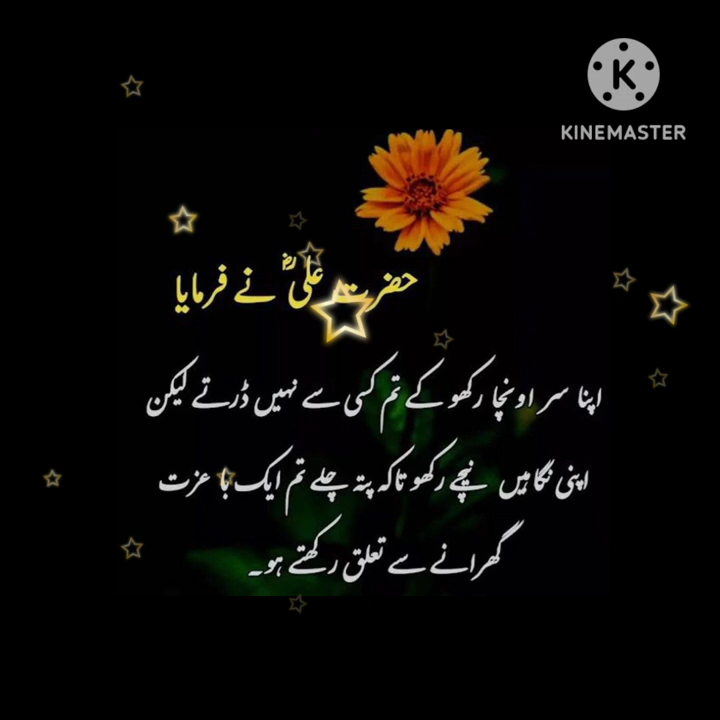 KINEMASTER
حضرت علیؓ نے فرمایا
اپنا سر اونچا رکھو کے تم کسی سے نہیں ڈرتے لیکن
اپنی نگاہیں نیچے رکھو تاکہ پتہ چلے تم ایک با عزت
گھرانے سے تعلق رکھتے ہو۔